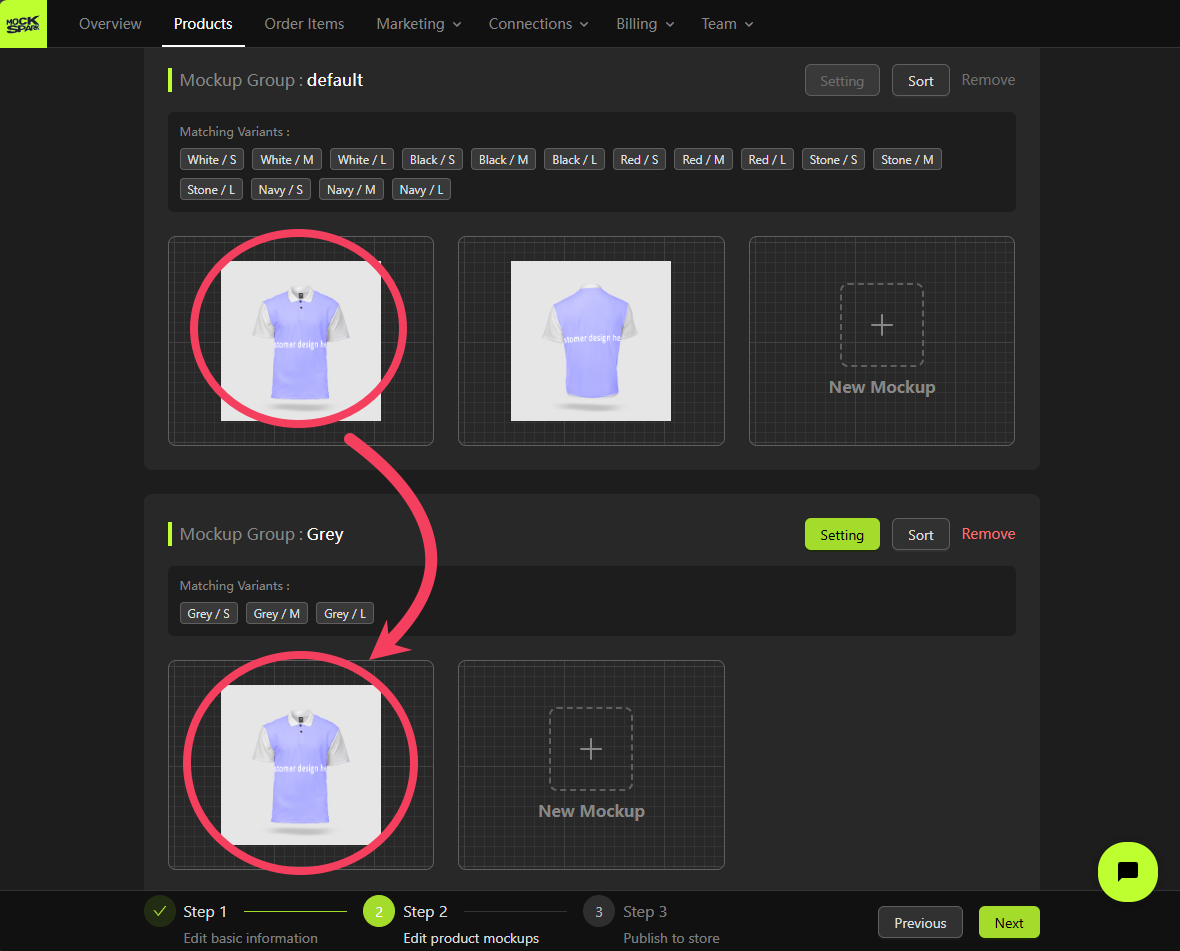 MOCK SPARK Overview Products Order Items Marketing Connections Billing Team
Mockup Group : default Setting Sort Remove
Matching Variants :
White / S White / M White / L Black / S Black / M Black / L Red / S Red / M Red / L Stone / S Stone / M
Stone / L Navy / S Navy / M Navy / L
stomer design he
stomer design he
New Mockup
Mockup Group : Grey Setting Sort Remove
Matching Variants :
Grey / S Grey / M Grey / L
stomer design he
New Mockup
Step 1 2 Step 2 3 Step 3
Edit basic information Edit product mockups Publish to store
Previous Next